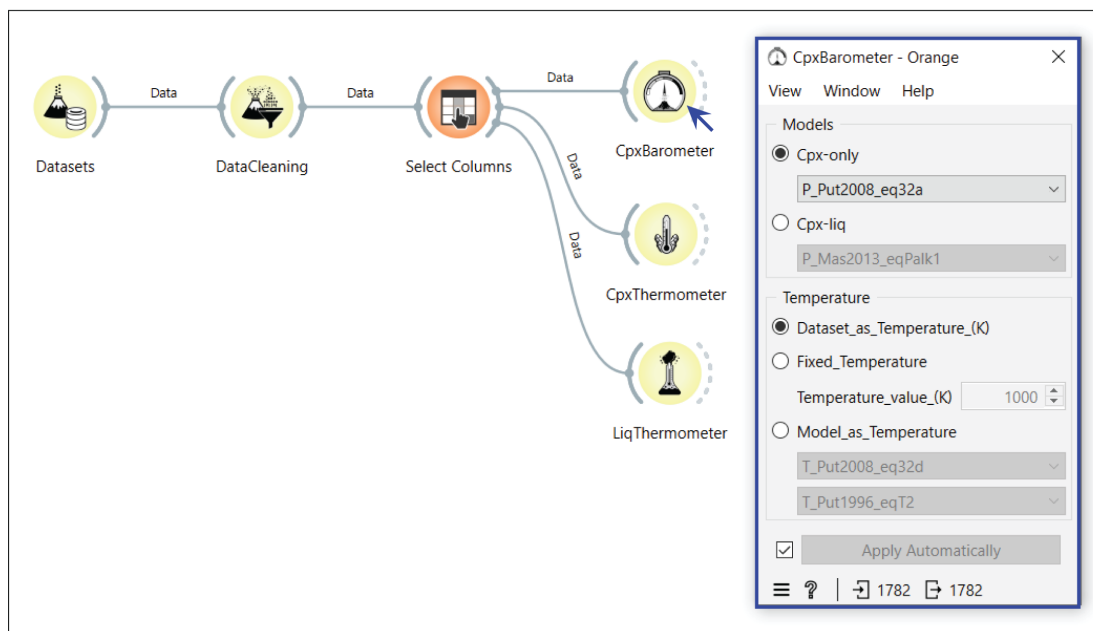 Data
Data
Data
Data
Data
Datasets
DataCleaning
Select Columns
CpxBarometer
CpxThermometer
LiqThermometer
CpxBarometer - Orange
View Window Help
Models
Cpx-only
P_Put2008_eq32a
Cpx-liq
P_Mas2013_eqPalk1
Temperature
Dataset_as_Temperature_(K)
Fixed_Temperature
Temperature_value_(K) 1000
Model_as_Temperature
T_Put2008_eq32d
T_Put1996_eqT2
Apply Automatically
? 1782 1782